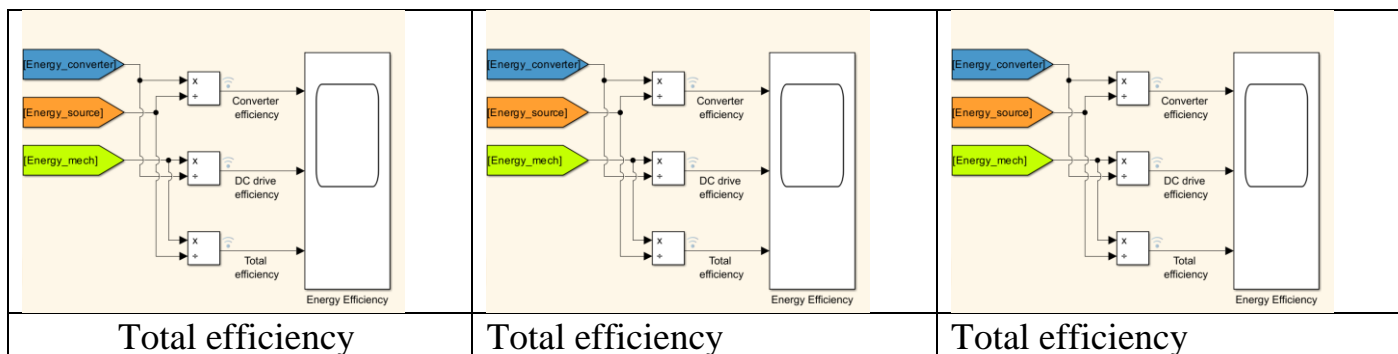 [Energy_converter]
x
÷
Converter
efficiency
[Energy_source]
[Energy_mech]
x
÷
DC drive
efficiency
x
÷
Total
efficiency
Energy Efficiency
Total efficiency
[Energy_converter]
x
÷
Converter
efficiency
[Energy_source]
[Energy_mech]
x
÷
DC drive
efficiency
x
÷
Total
efficiency
Energy Efficiency
Total efficiency
[Energy_converter]
x
÷
Converter
efficiency
[Energy_source]
[Energy_mech]
x
÷
DC drive
efficiency
x
÷
Total
efficiency
Energy Efficiency
Total efficiency